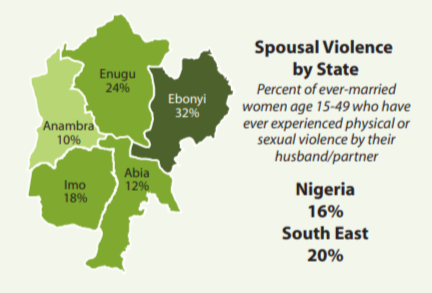 Enugu
24%
Ebonyi
32%
Anambra
10%
Imo
18%
Abia
12%
Spousal Violence
by State
Percent of ever-married
women age 15-49 who have
ever experienced physical or
sexual violence by their
husband/partner
Nigeria
16%
South East
20%